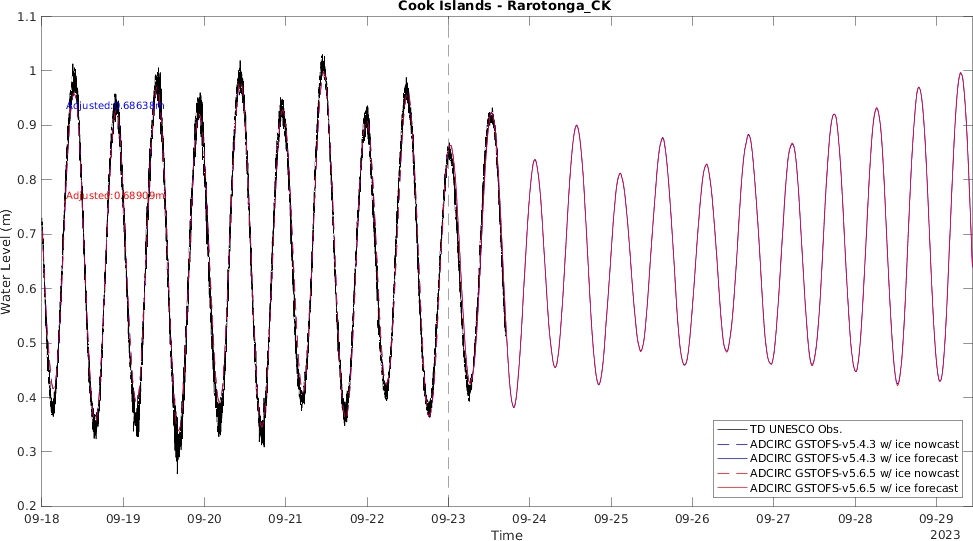 Cook Islands - Rarotonga_CK
1.1
1
0.9
0.8
0.7
0.6
0.5
0.4
0.3
0.2
Water Level (m)
Adjusted:0.68638m
Adjusted:0.68909m
TD UNESCO Obs.
ADCIRC GSTOFS-v5.4.3 w/ ice nowcast
ADCIRC GSTOFS-v5.4.3 w/ ice forecast
ADCIRC GSTOFS-v5.6.5 w/ ice nowcast
ADCIRC GSTOFS-v5.6.5 w/ ice forecast
09-18 09-19 09-20 09-21 09-22 09-23 09-24 09-25 09-26 09-27 09-28 09-29
Time
2023